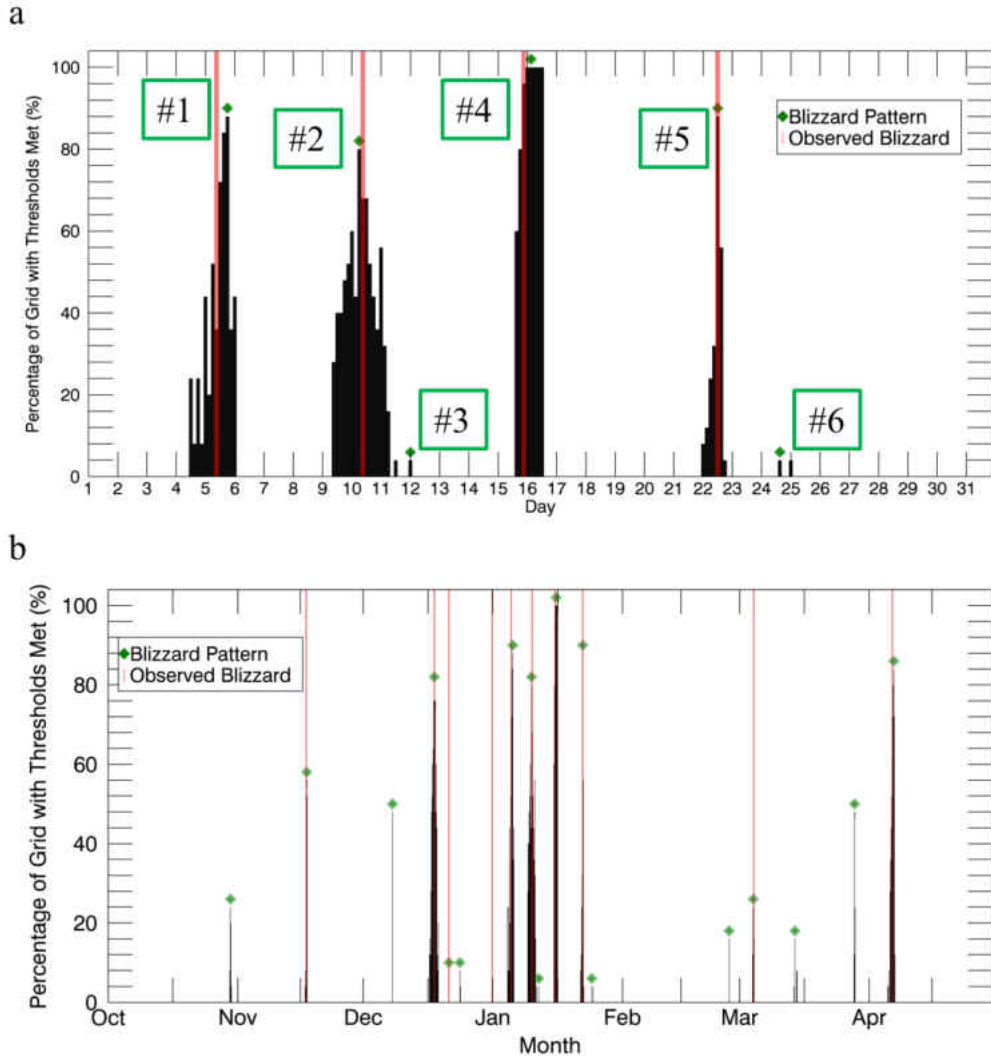 a
Percentage of Grid with Thresholds Met (%)
100
80
60
40
20
0
#1
#2
#3
#4
#5
#6
Blizzard Pattern
Observed Blizzard
1 2 3 4 5 6 7 8 9 10 11 12 13 14 15 16 17 18 19 20 21 22 23 24 25 26 27 28 29 30 31
Day
b
Percentage of Grid with Thresholds Met (%)
100
80
60
40
20
0
Blizzard Pattern
Observed Blizzard
Oct Nov Dec Jan Feb Mar Apr
Month